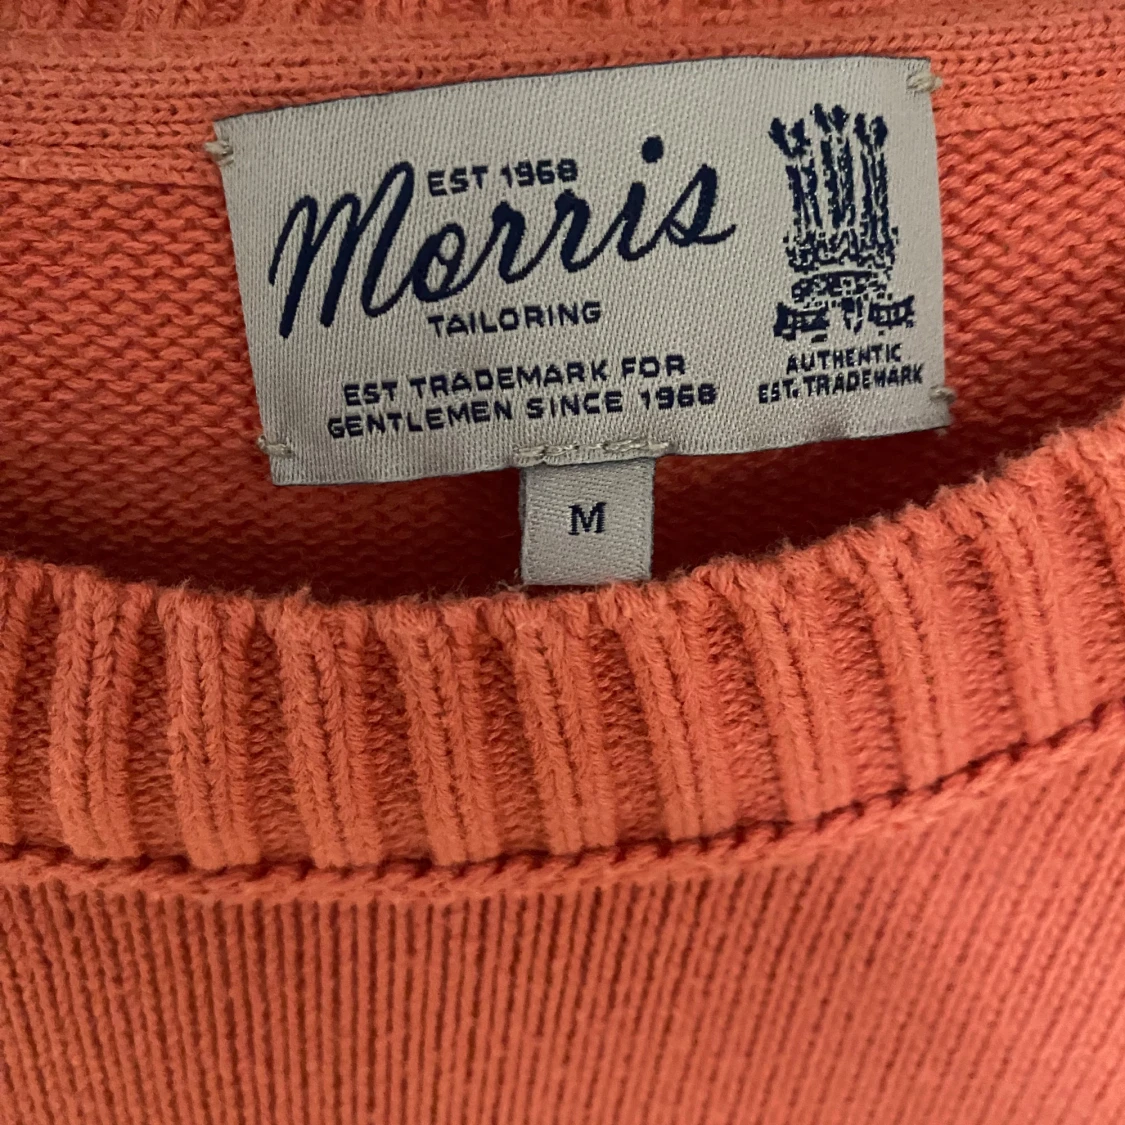 EST 1968
Morris
TAILORING
EST TRADEMARK FOR
GENTLEMEN SINCE 1968
AUTHENTIC
EST. TRADEMARK
M